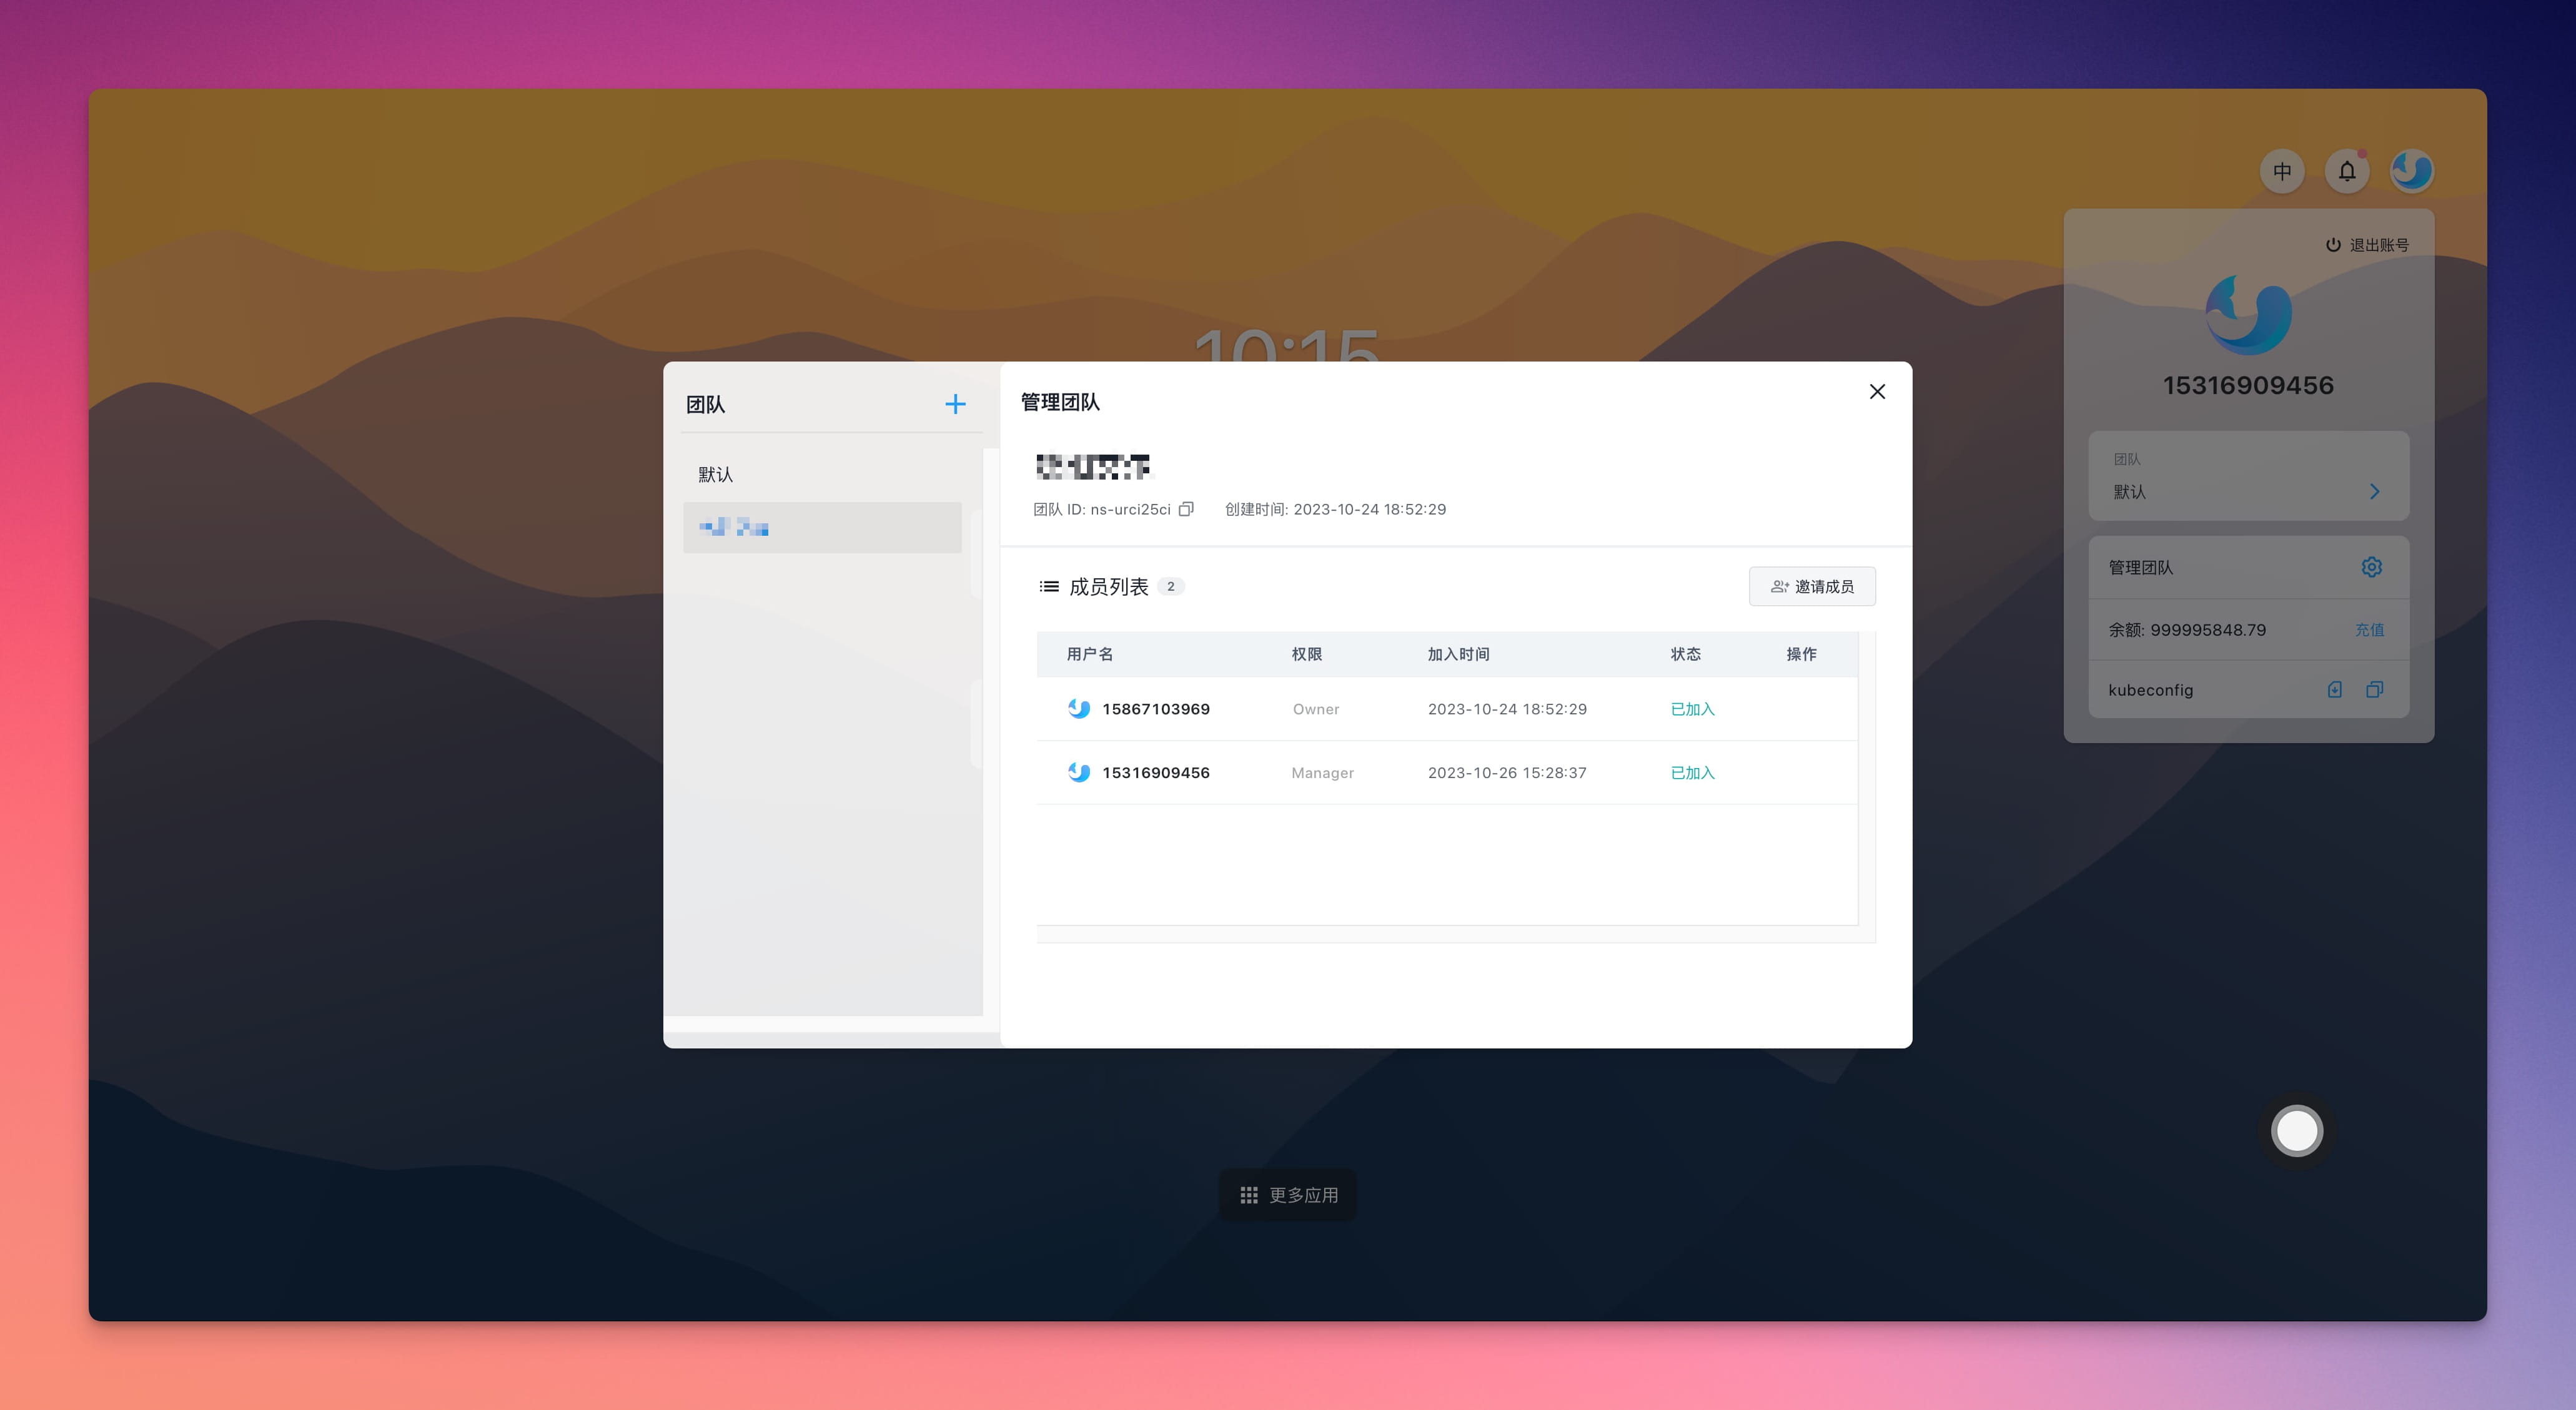 中
退出账号
15316909456
团队
默认
管理团队
余额: 999995848.79 充值
kubeconfig
10:15
团队
默认
管理团队
团队 ID: ns-urci25ci 创建时间: 2023-10-24 18:52:29
成员列表 2 邀请成员
用户名 权限 加入时间 状态 操作
15867103969 Owner 2023-10-24 18:52:29 已加入
15316909456 Manager 2023-10-26 15:28:37 已加入
更多应用